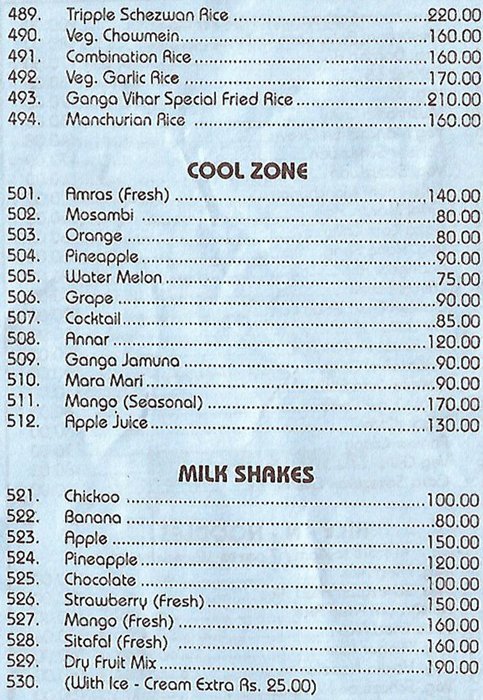 489. Tripple Schezwan Rice 220.00
490. Veg. Chowmein 160.00
491. Combination Rice 160.00
492. Veg. Garlic Rice 170.00
493. Ganga Vihar Special Fried Rice 210.00
494. Manchurian Rice 160.00
COOL ZONE
501. Amras (Fresh) 140.00
502. Mosambi 80.00
503. Orange 80.00
504. Pineapple 90.00
505. Water Melon 75.00
506. Grape 90.00
507. Cocktail 85.00
508. Annar 120.00
509. Ganga Jamuna 90.00
510. Mara Mari 90.00
511. Mango (Seasonal) 170.00
512. Apple Juice 130.00
MILK SHAKES
521. Chickoo 100.00
522. Banana 80.00
523. Apple 150.00
524. Pineapple 120.00
525. Chocolate 100.00
526. Strawberry (Fresh) 150.00
527. Mango (Fresh) 160.00
528. Sitafal (Fresh) 160.00
529. Dry Fruit Mix 190.00
530. (With Ice - Cream Extra Rs. 25.00)